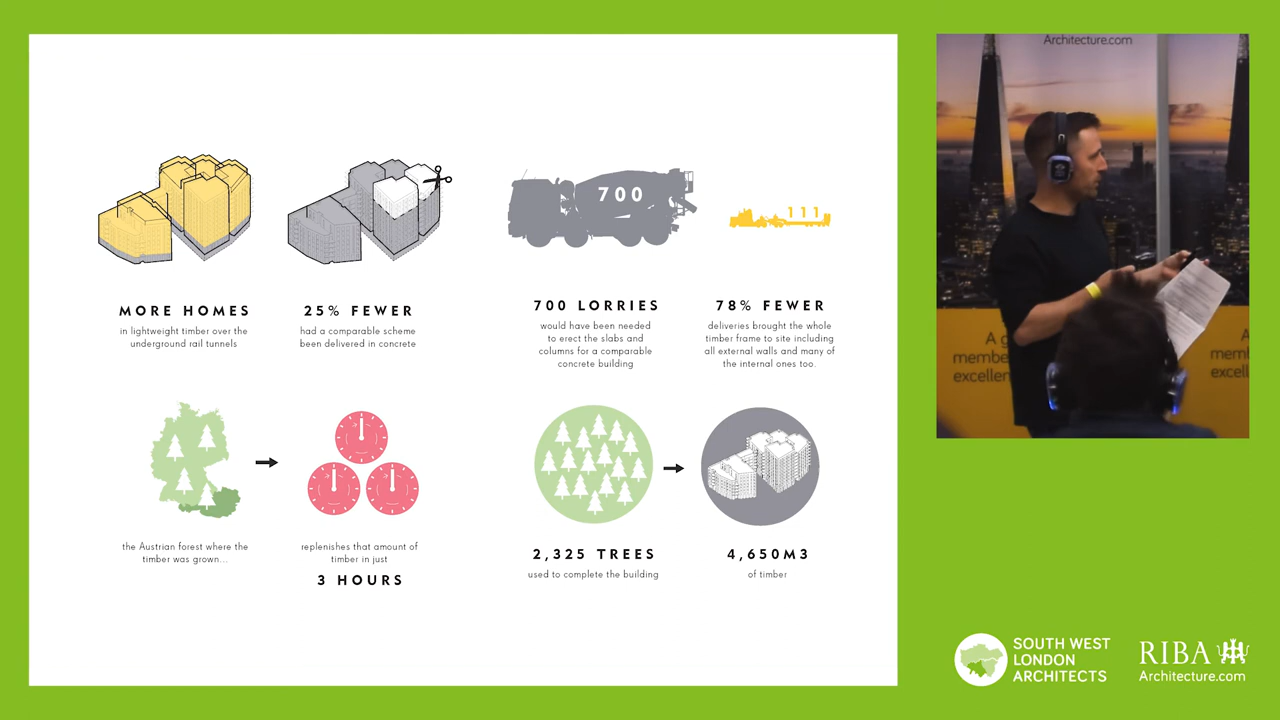 700
111
MORE HOMES
in lightweight timber over the
underground rail tunnels
25% FEWER
had a comparable scheme
been delivered in concrete
700 LORRIES
would have been needed
to erect the slabs and
columns for a comparable
concrete building
78% FEWER
deliveries brought the whole
timber frame to site including
all external walls and many of
the internal ones too.
the Austrian forest where the
timber was grown...
replenishes that amount of
timber in just
3 HOURS
2,325 TREES
used to complete the building
4,650M3
of timber
Architecture.com
SOUTH WEST
LONDON
ARCHITECTS
RIBA
Architecture.com